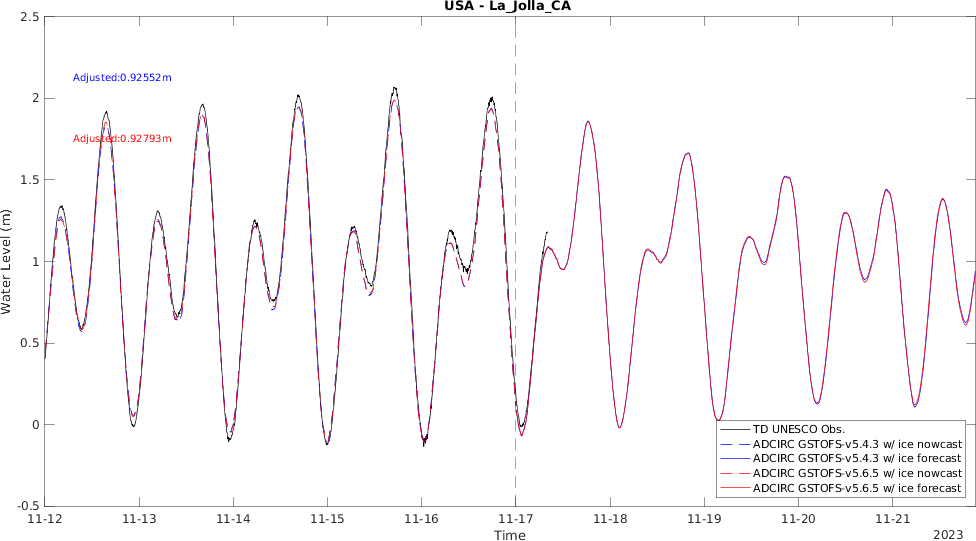 USA - La_Jolla_CA
2.5
2
1.5
1
0.5
0
-0.5
Water Level (m)
Adjusted:0.92552m
Adjusted:0.92793m
TD UNESCO Obs.
ADCIRC GSTOFS-v5.4.3 w/ ice nowcast
ADCIRC GSTOFS-v5.4.3 w/ ice forecast
ADCIRC GSTOFS-v5.6.5 w/ ice nowcast
ADCIRC GSTOFS-v5.6.5 w/ ice forecast
11-12 11-13 11-14 11-15 11-16 11-17 11-18 11-19 11-20 11-21
Time
2023